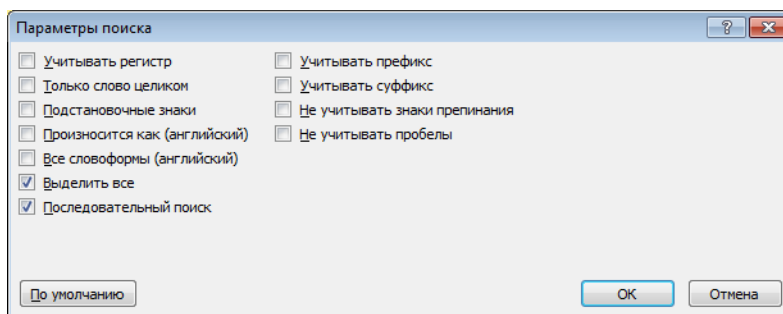 Параметры поиска
Учитывать регистр
Только слово целиком
Подстановочные знаки
Произносится как (английский)
Все словоформы (английский)
Выделить все
Последовательный поиск
Учитывать префикс
Учитывать суффикс
Не учитывать знаки препинания
Не учитывать пробелы
По умолчанию
ОК
Отмена